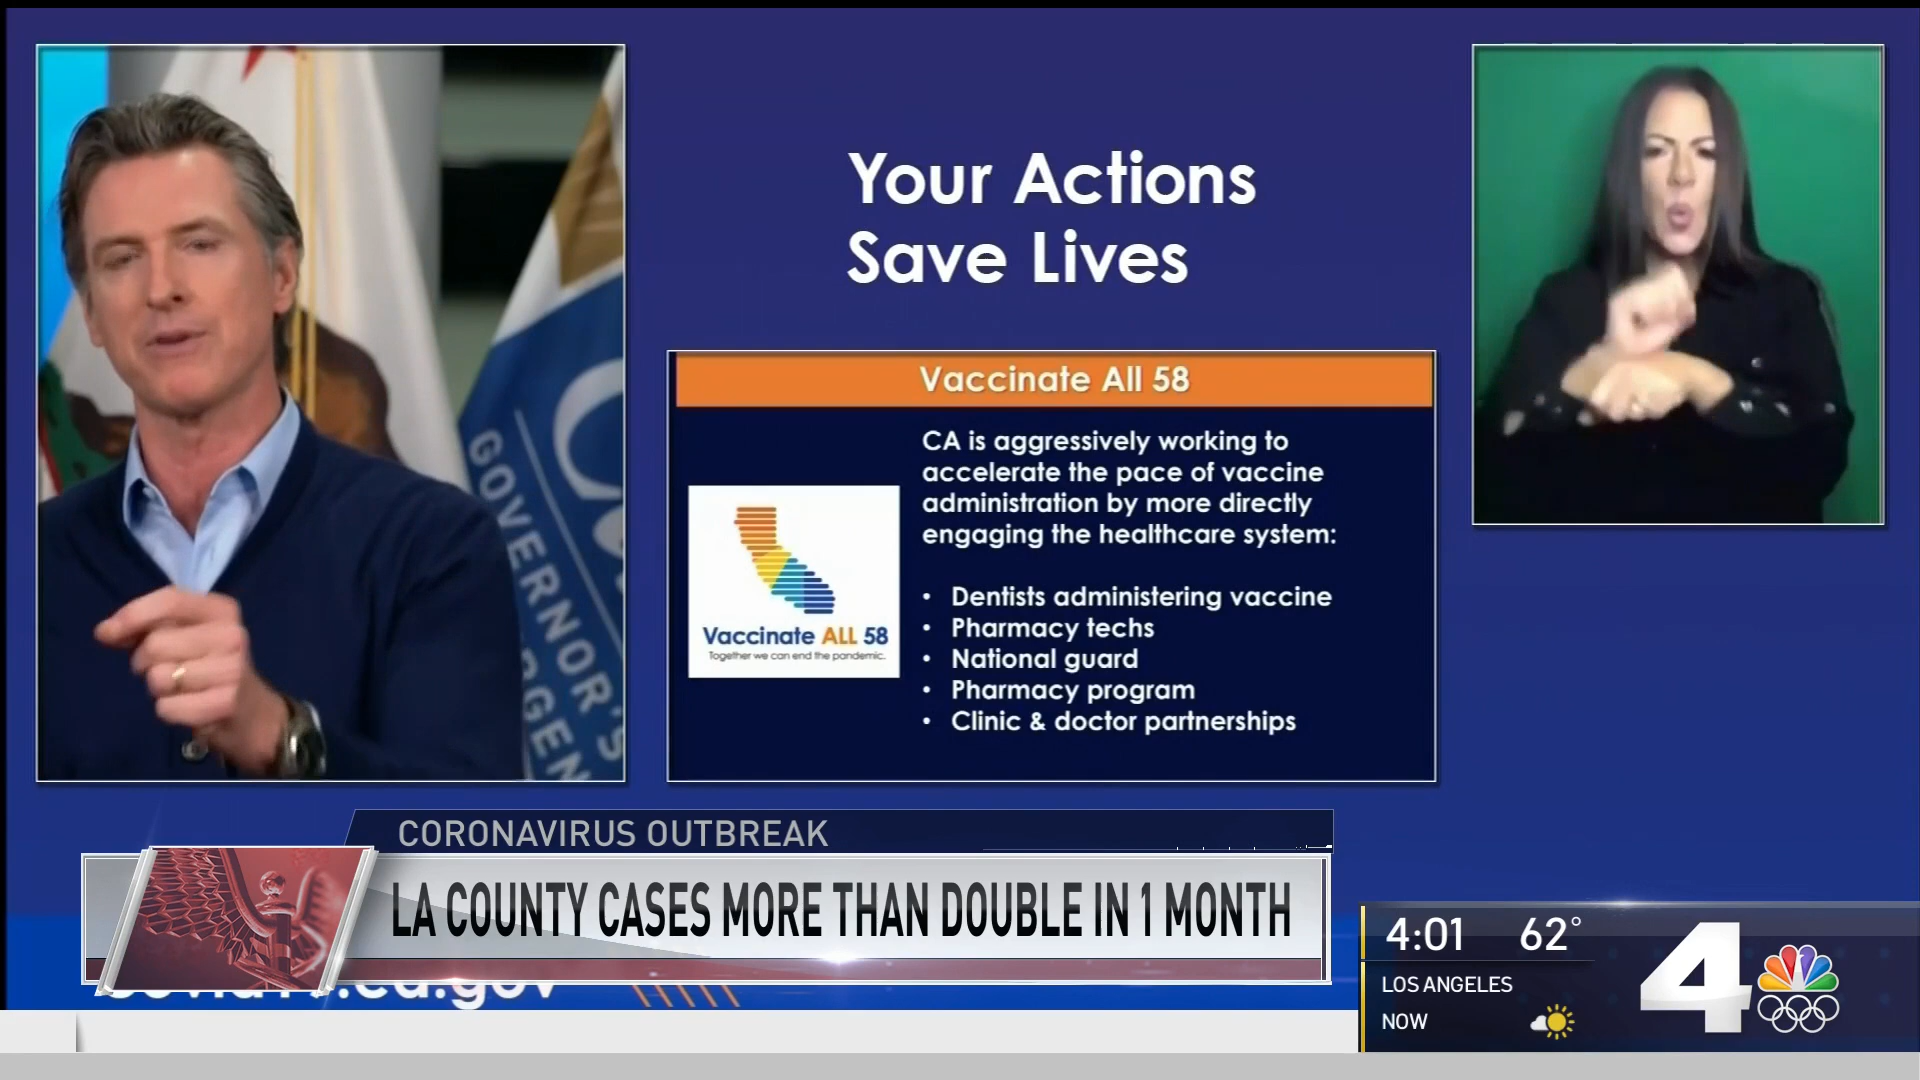 Your Actions
Save Lives
Vaccinate All 58
CA is aggressively working to
accelerate the pace of vaccine
administration by more directly
engaging the healthcare system:
• Dentists administering vaccine
• Pharmacy techs
• National guard
• Pharmacy program
• Clinic & doctor partnerships
Vaccinate ALL 58
Together we can end the pandemic.
GOVERNOR'S
CORONAVIRUS OUTBREAK
LA COUNTY CASES MORE THAN DOUBLE IN 1 MONTH
.ca.gov
4:01 62°
LOS ANGELES
NOW
4